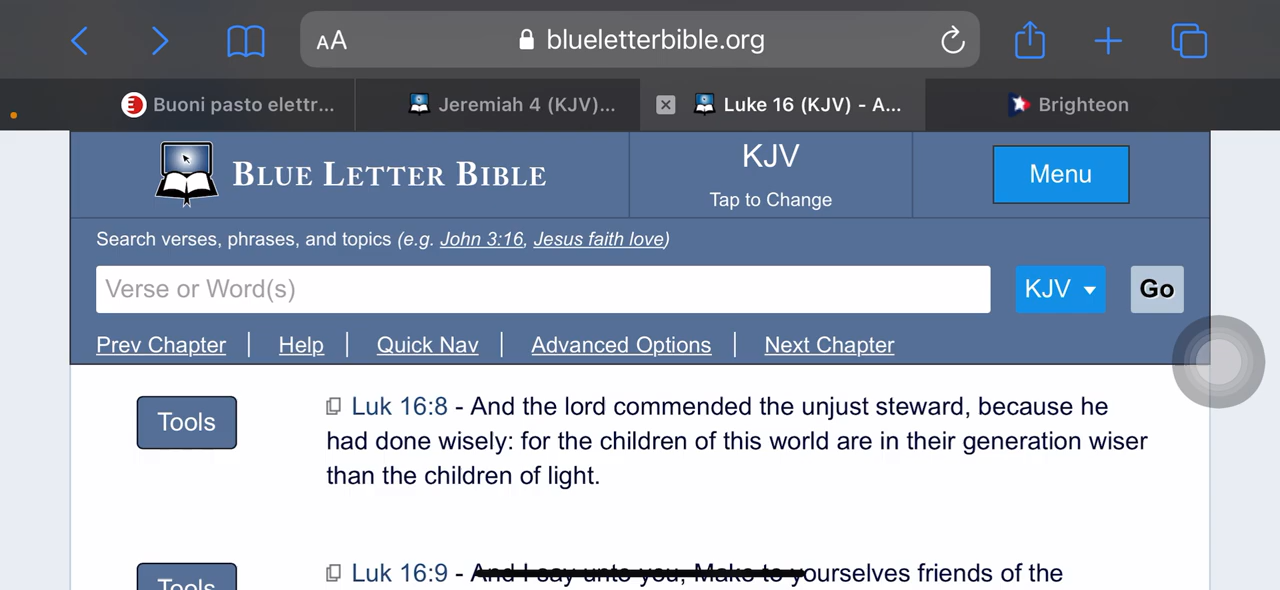 AA
blueletterbible.org
Buoni pasto elettr...
Jeremiah 4 (KJV)...
Luke 16 (KJV) - A...
Brighteon
BLUE LETTER BIBLE
KJV
Tap to Change
Menu
Search verses, phrases, and topics (e.g. John 3:16, Jesus faith love)
Verse or Word(s)
KJV
Go
Prev Chapter | Help | Quick Nav | Advanced Options | Next Chapter
Tools
Luk 16:8 - And the lord commended the unjust steward, because he
had done wisely: for the children of this world are in their generation wiser
than the children of light.
Tools
Luk 16:9 - And I say unto you, Make to yourselves friends of the